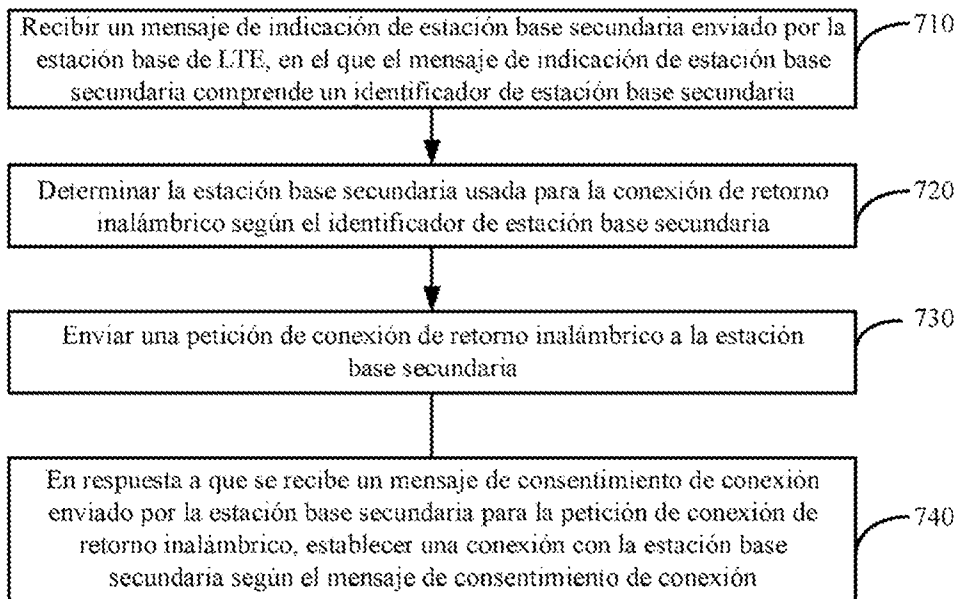 Recibir un mensaje de indicación de estación base secundaria enviado por la
estación base de LTE, en el que el mensaje de indicación de estación base
secundaria comprende un identificador de estación base secundaria
710
Determinar la estación base secundaria usada para la conexión de retorno
inalámbrico según el identificador de estación base secundaria
720
Enviar una petición de conexión de retorno inalámbrico a la estación
base secundaria
730
En respuesta a que se recibe un mensaje de consentimiento de conexión
enviado por la estación base secundaria para la petición de conexión de
retorno inalámbrico, establecer una conexión con la estación base
secundaria según el mensaje de consentimiento de conexión
740